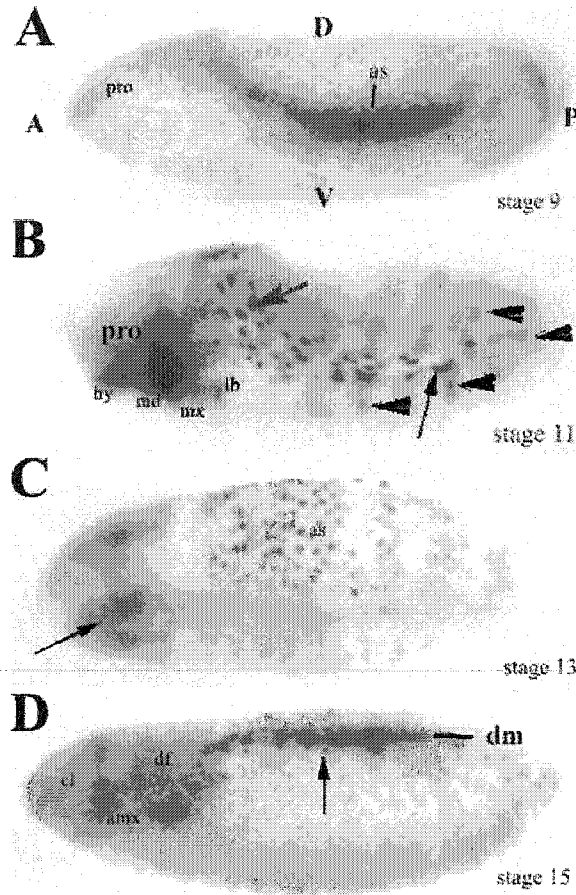 A
D
as
pro
A
P
V
stage 9
B
pro
hy
md
mx
lb
stage 11
C
as
stage 13
D
dm
df
cl
amx
stage 15